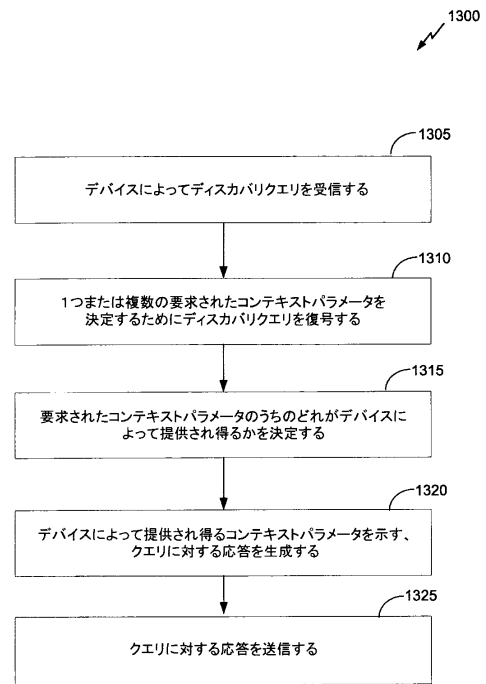 1300
1305
デバイスによってディスカバリクエリを受信する
1310
1つまたは複数の要求されたコンテキストパラメータを
決定するためにディスカバリクエリを復号する
1315
要求されたコンテキストパラメータのうちのどれがデバイスに
よって提供され得るかを決定する
1320
デバイスによって提供され得るコンテキストパラメータを示す、
クエリに対する応答を生成する
1325
クエリに対する応答を送信する